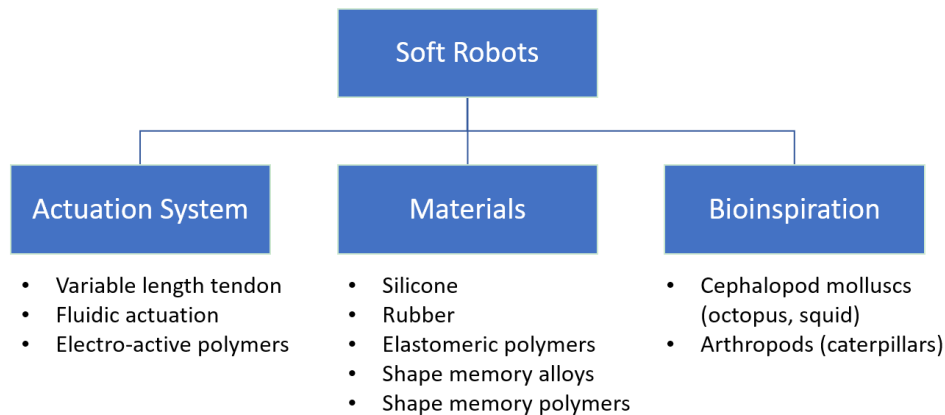 Soft Robots
Actuation System
• Variable length tendon
• Fluidic actuation
• Electro-active polymers
Materials
• Silicone
• Rubber
• Elastomeric polymers
• Shape memory alloys
• Shape memory polymers
Bioinspiration
• Cephalopod molluscs
(octopus, squid)
• Arthropods (caterpillars)